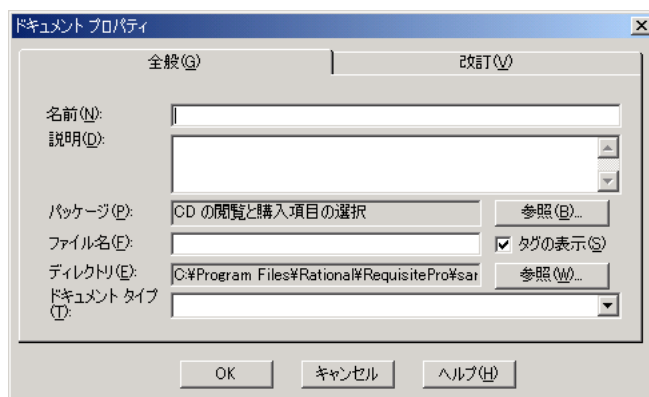 ドキュメント プロパティ
全般(G) 改訂(V)
名前(N):
説明(D):
パッケージ(P): CD の閲覧と購入項目の選択 参照(B)...
ファイル名(F): タグの表示(S)
ディレクトリ(E): C:¥Program Files¥Rational¥RequisitePro¥sar 参照(W)...
ドキュメント タイプ
(T):
OK キャンセル ヘルプ(H)